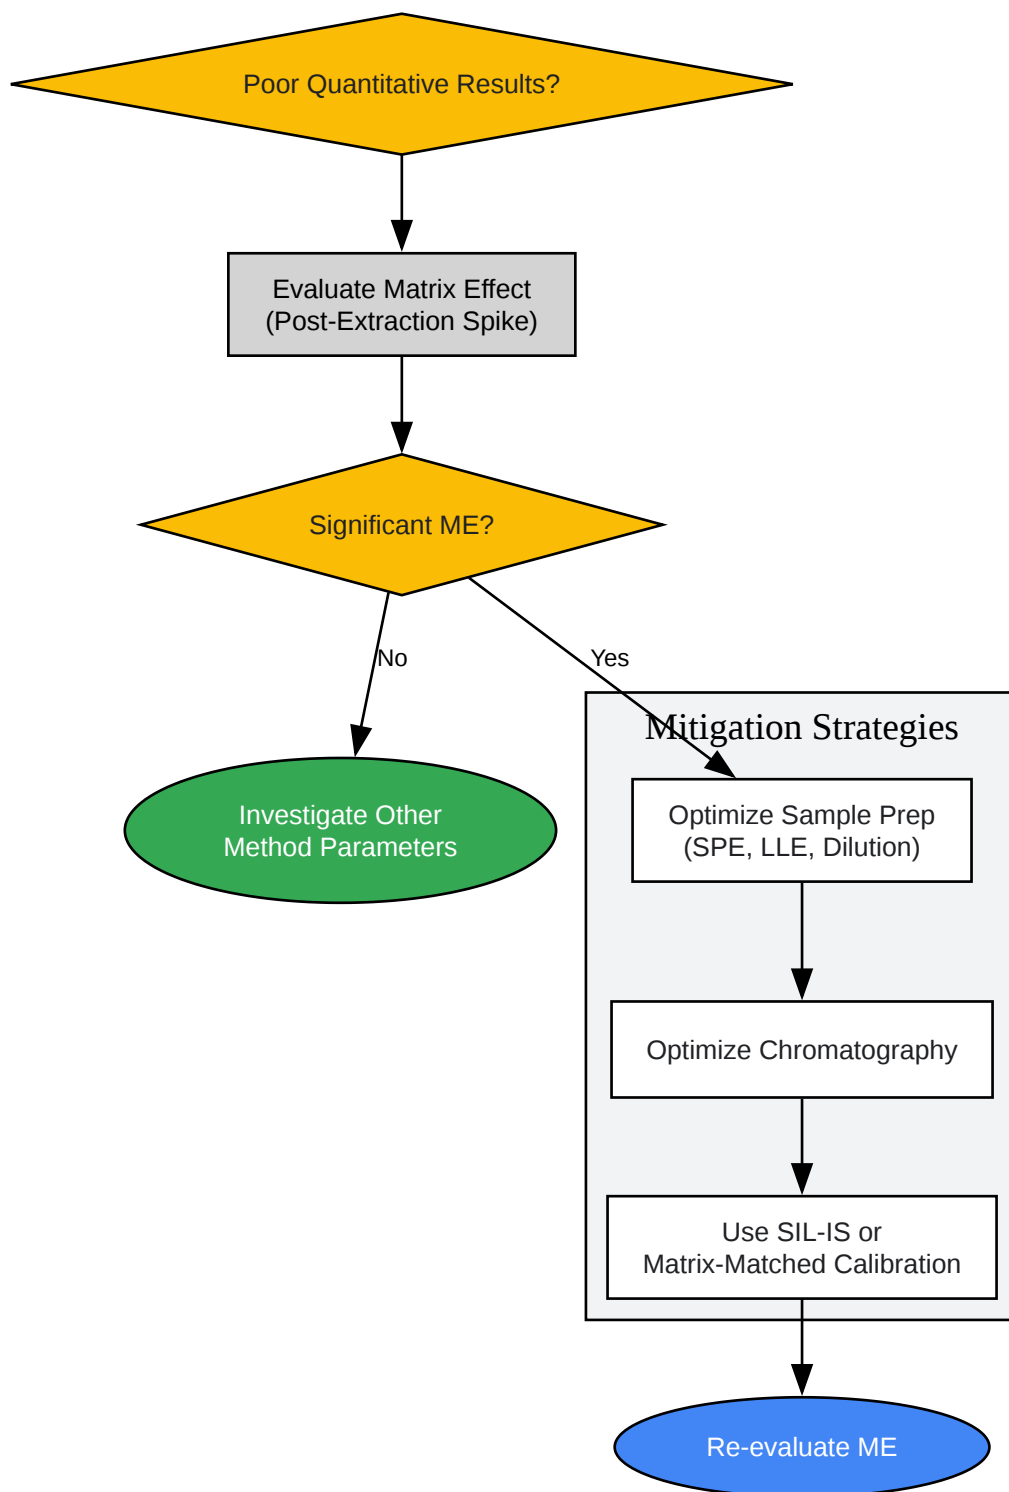 Poor Quantitative Results?
Evaluate Matrix Effect
(Post-Extraction Spike)
Significant ME?
No
Yes
Mitigation Strategies
Investigate Other
Method Parameters
Optimize Sample Prep
(SPE, LLE, Dilution)
Optimize Chromatography
Use SIL-IS or
Matrix-Matched Calibration
Re-evaluate ME